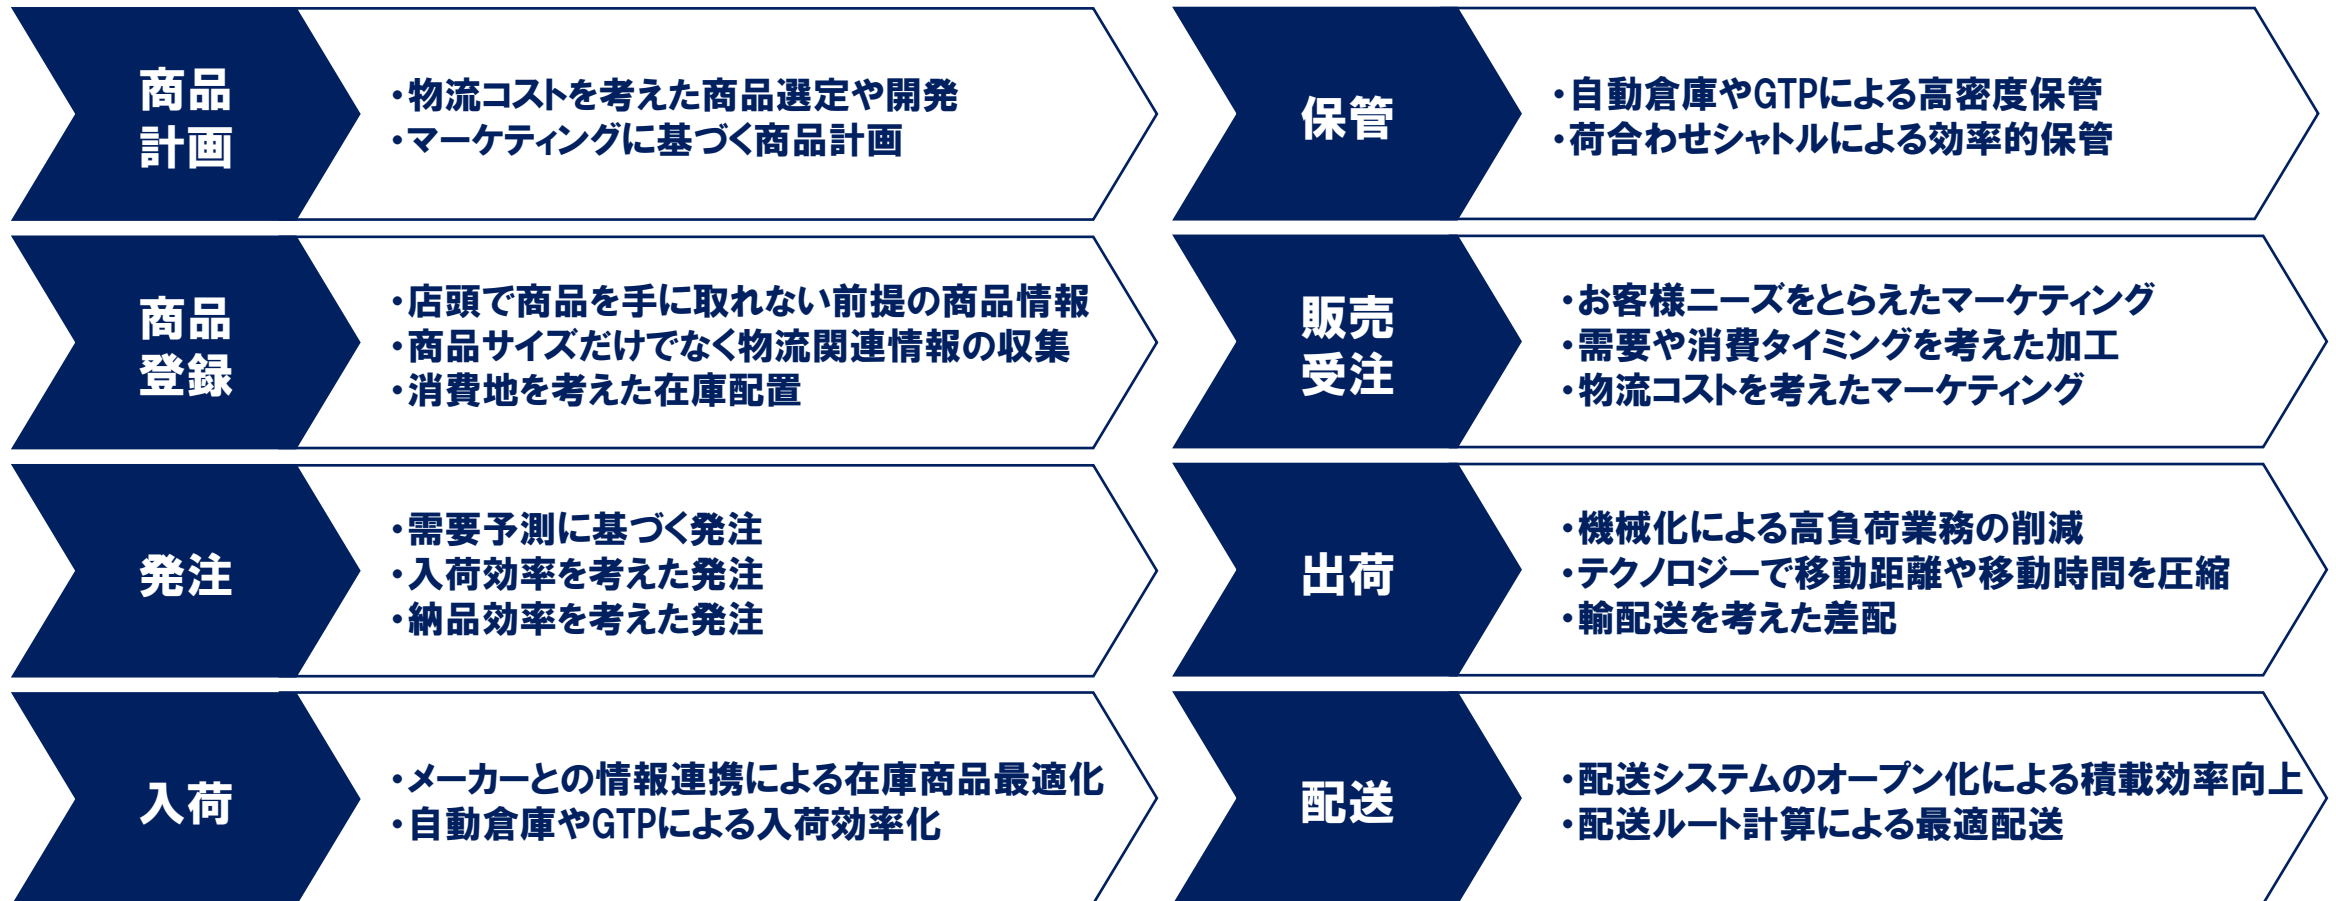 商品
計画
・物流コストを考えた商品選定や開発
・マーケティングに基づく商品計画
商品
登録
・店頭で商品を手に取れない前提の商品情報
・商品サイズだけでなく物流関連情報の収集
・消費地を考えた在庫配置
発注
・需要予測に基づく発注
・入荷効率を考えた発注
・納品効率を考えた発注
入荷
・メーカーとの情報連携による在庫商品最適化
・自動倉庫やGTPによる入荷効率化
保管
・自動倉庫やGTPによる高密度保管
・荷合わせシャトルによる効率的保管
販売
受注
・お客様ニーズをとらえたマーケティング
・需要や消費タイミングを考えた加工
・物流コストを考えたマーケティング
出荷
・機械化による高負荷業務の削減
・テクノロジーで移動距離や移動時間を圧縮
・輸配送を考えた差配
配送
・配送システムのオープン化による積載効率向上
・配送ルート計算による最適配送